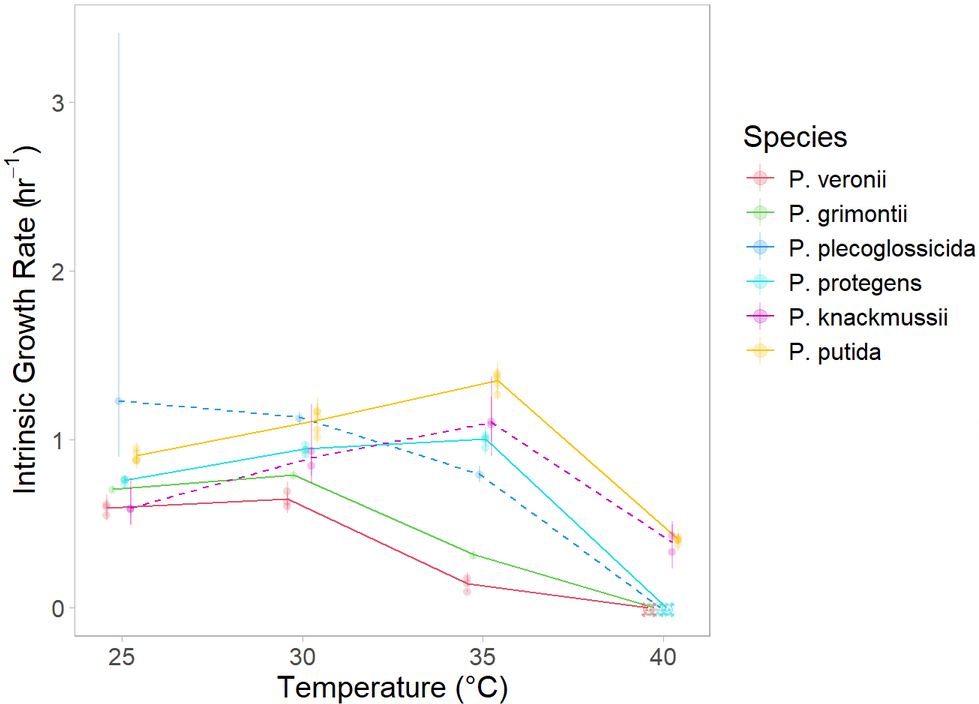 Intrinsic Growth Rate (hr⁻¹)
3
2
1
0
25 30 35 40
Temperature (°C)
Species
P. veronii
P. grimontii
P. plecoglossicida
P. protegens
P. knackmussii
P. putida